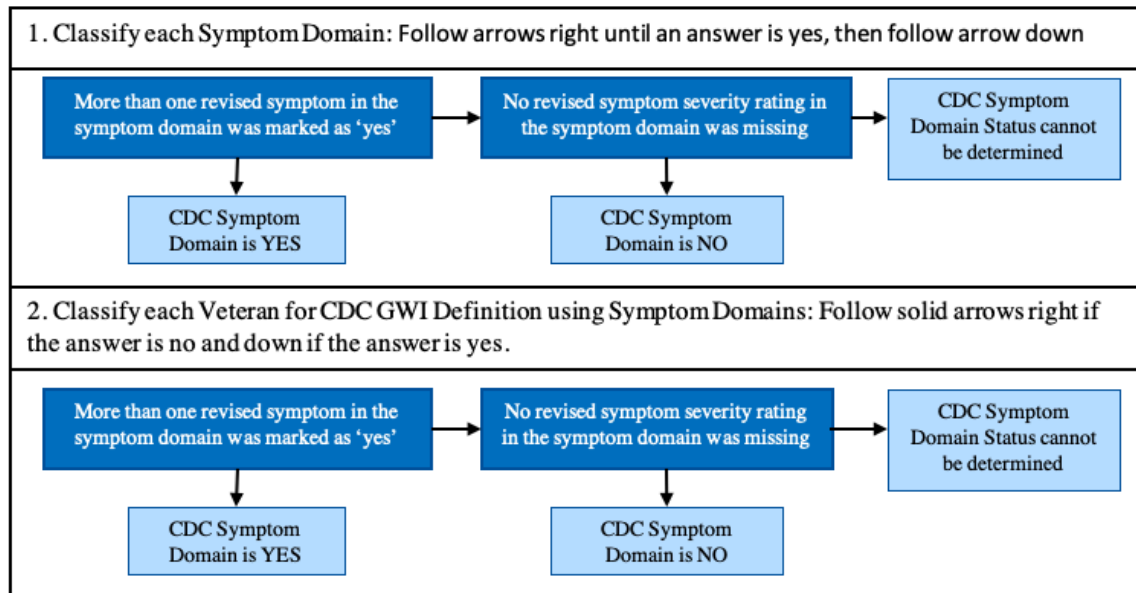 1. Classify each Symptom Domain: Follow arrows right until an answer is yes, then follow arrow down
More than one revised symptom in the
symptom domain was marked as ‘yes’
No revised symptom severity rating in
the symptom domain was missing
CDC Symptom
Domain Status cannot
be determined
CDC Symptom
Domain is YES
CDC Symptom
Domain is NO
2. Classify each Veteran for CDC GWI Definition using Symptom Domains: Follow solid arrows right if
the answer is no and down if the answer is yes.
More than one revised symptom in the
symptom domain was marked as ‘yes’
No revised symptom severity rating
in the symptom domain was missing
CDC Symptom
Domain Status cannot
be determined
CDC Symptom
Domain is YES
CDC Symptom
Domain is NO